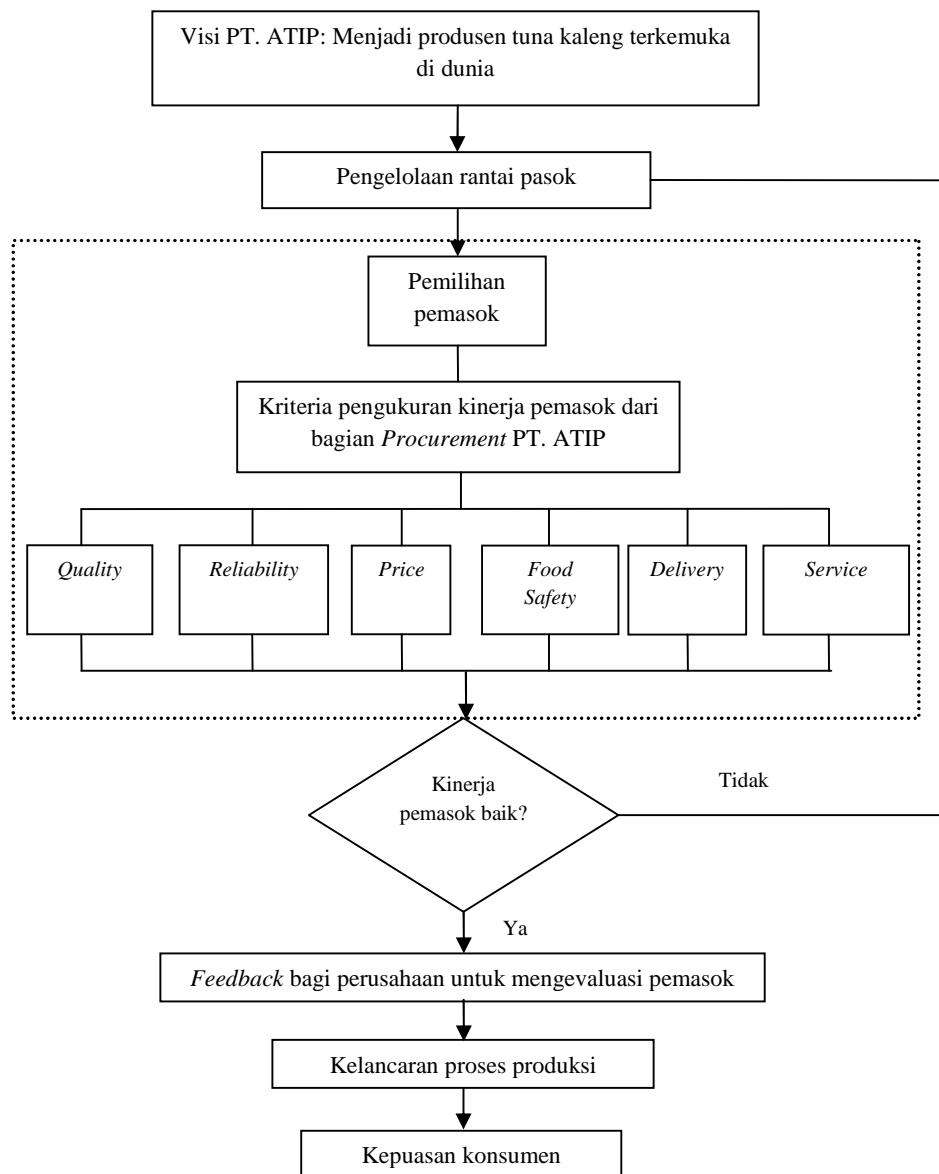 Visi PT. ATIP: Menjadi produsen tuna kaleng terkemuka
di dunia
Pengelolaan rantai pasok
Pemilihan
pemasok
Kriteria pengukuran kinerja pemasok dari
bagian Procurement PT. ATIP
Quality
Reliability
Price
Food
Safety
Delivery
Service
Kinerja
pemasok baik?
Tidak
Ya
Feedback bagi perusahaan untuk mengevaluasi pemasok
Kelancaran proses produksi
Kepuasan konsumen